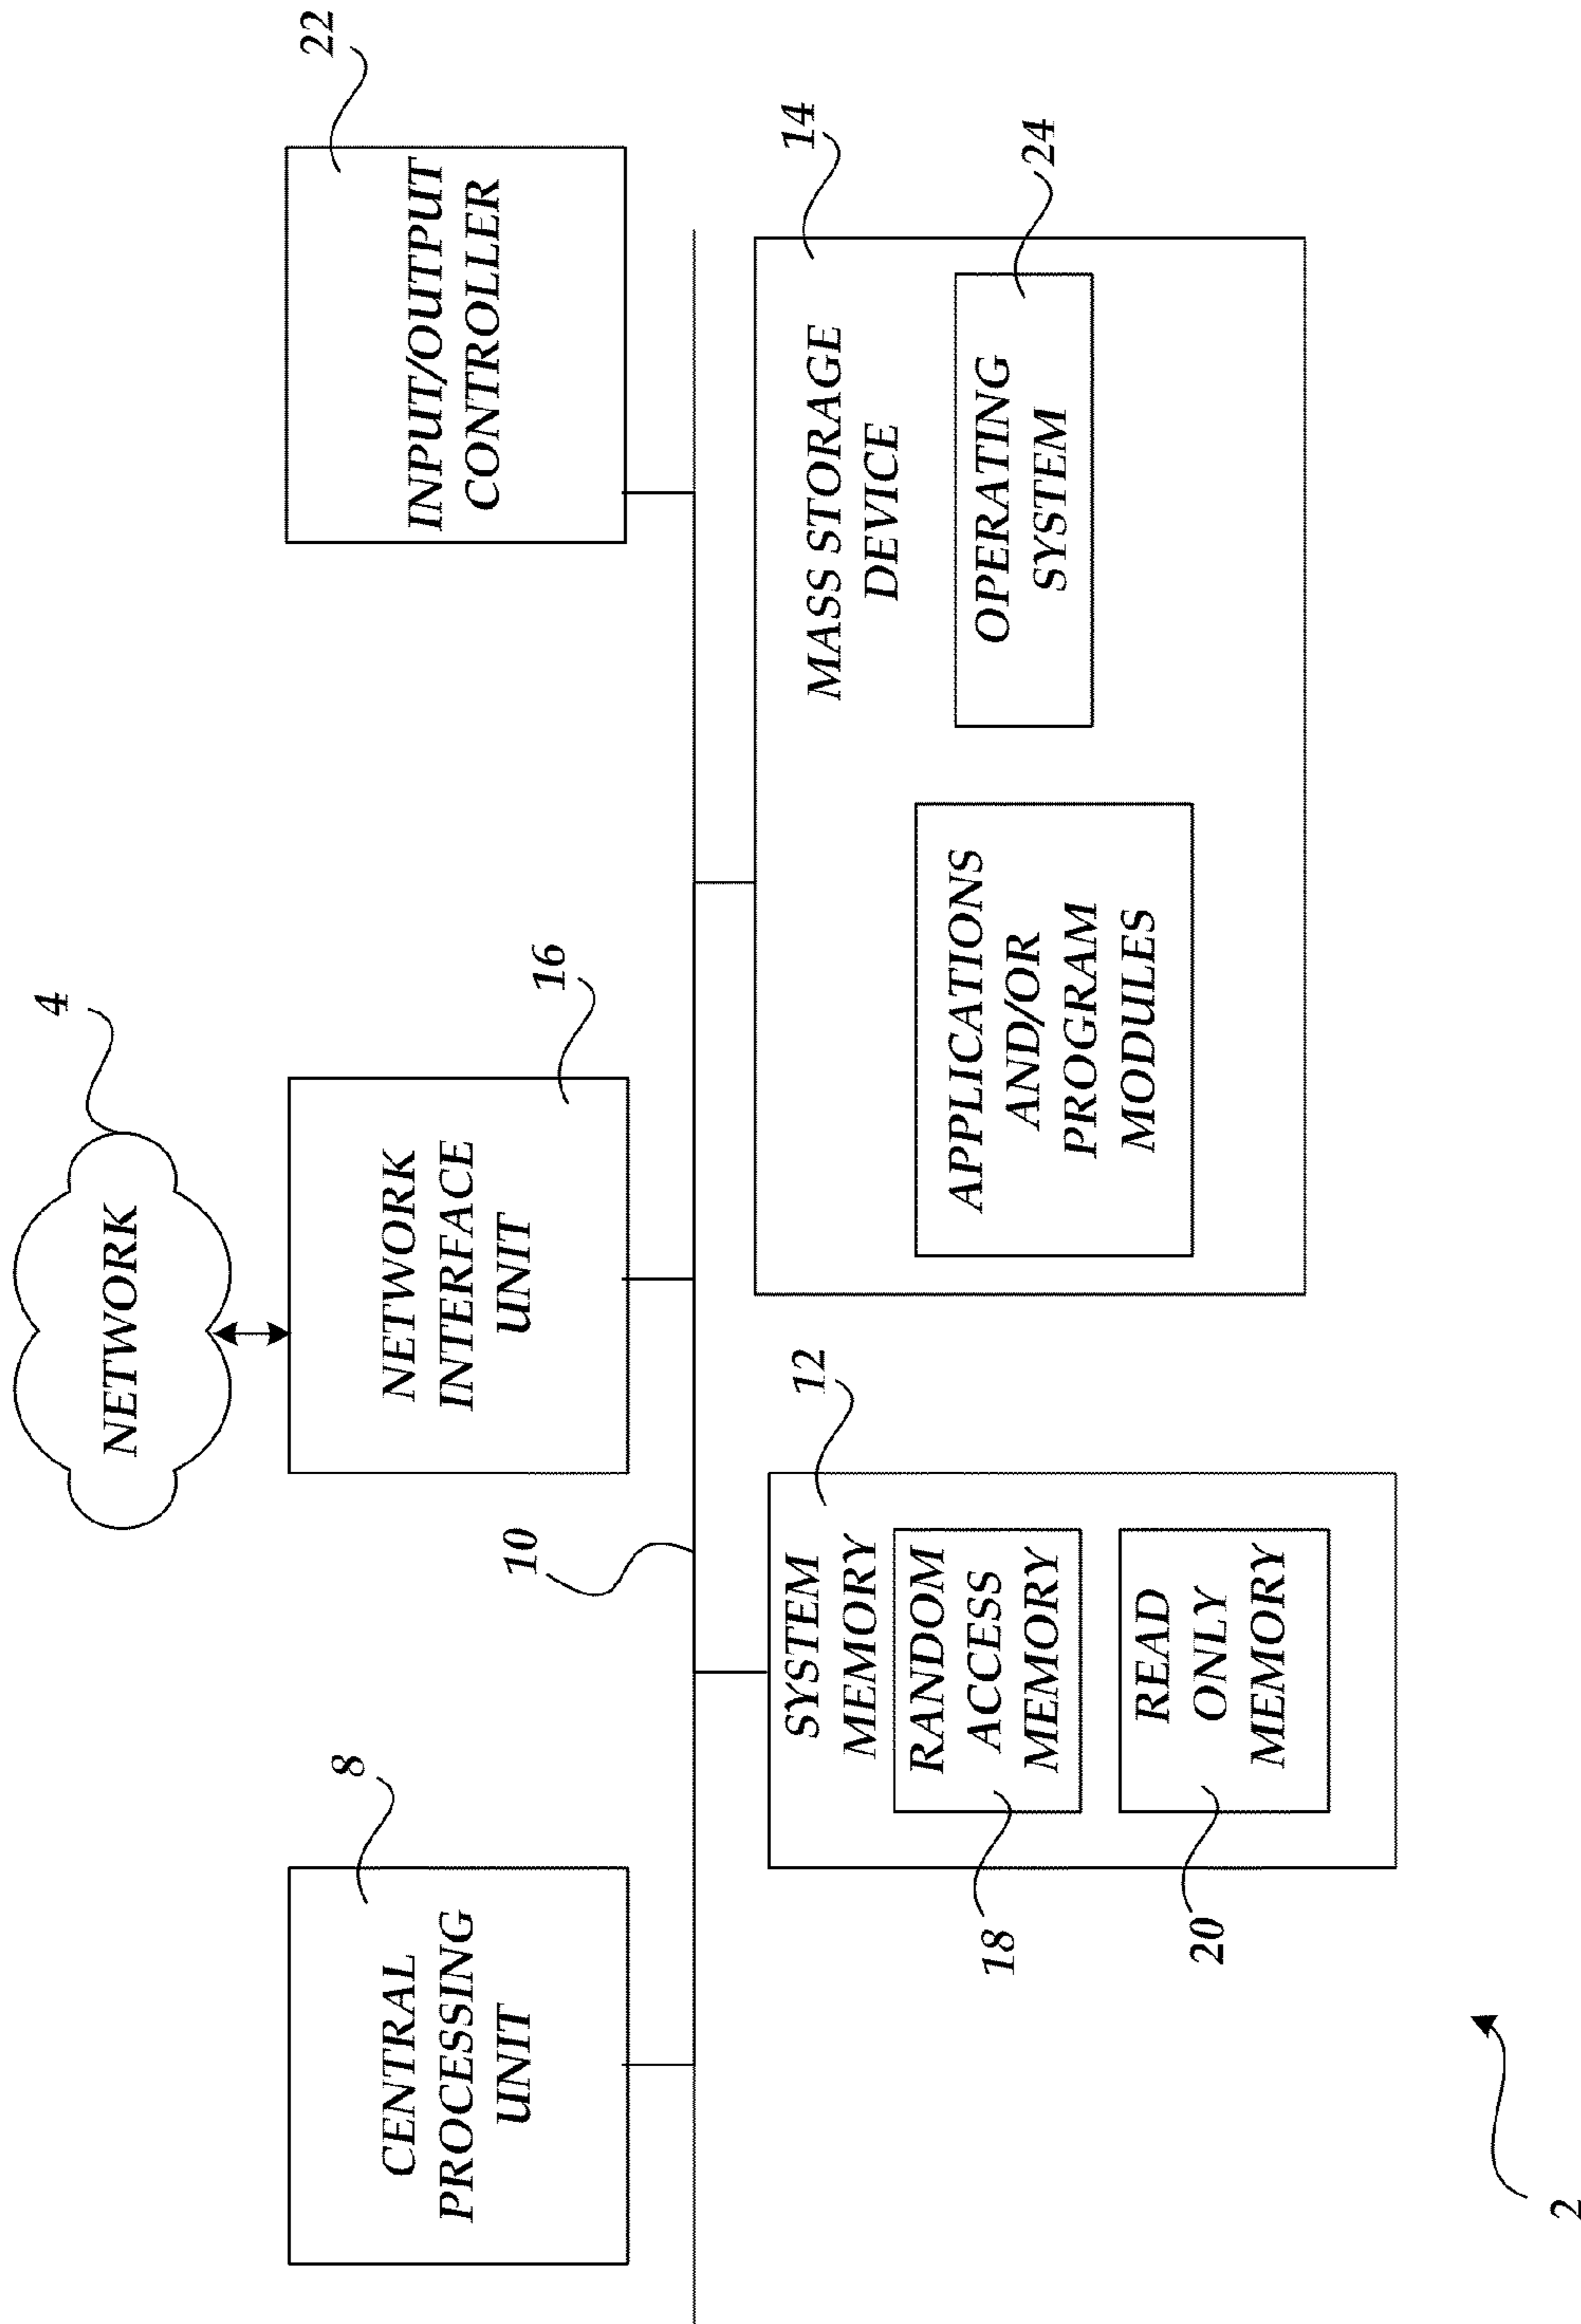 4
NETWORK
8
CENTRAL
PROCESSING
UNIT
16
NETWORK
INTERFACE
UNIT
22
INPUT/OUTPUT
CONTROLLER
10
12
SYSTEM
MEMORY
RANDOM
ACCESS
MEMORY
18
READ
ONLY
MEMORY
20
14
MASS STORAGE
DEVICE
24
OPERATING
SYSTEM
APPLICATIONS
AND/OR
PROGRAM
MODULES
2